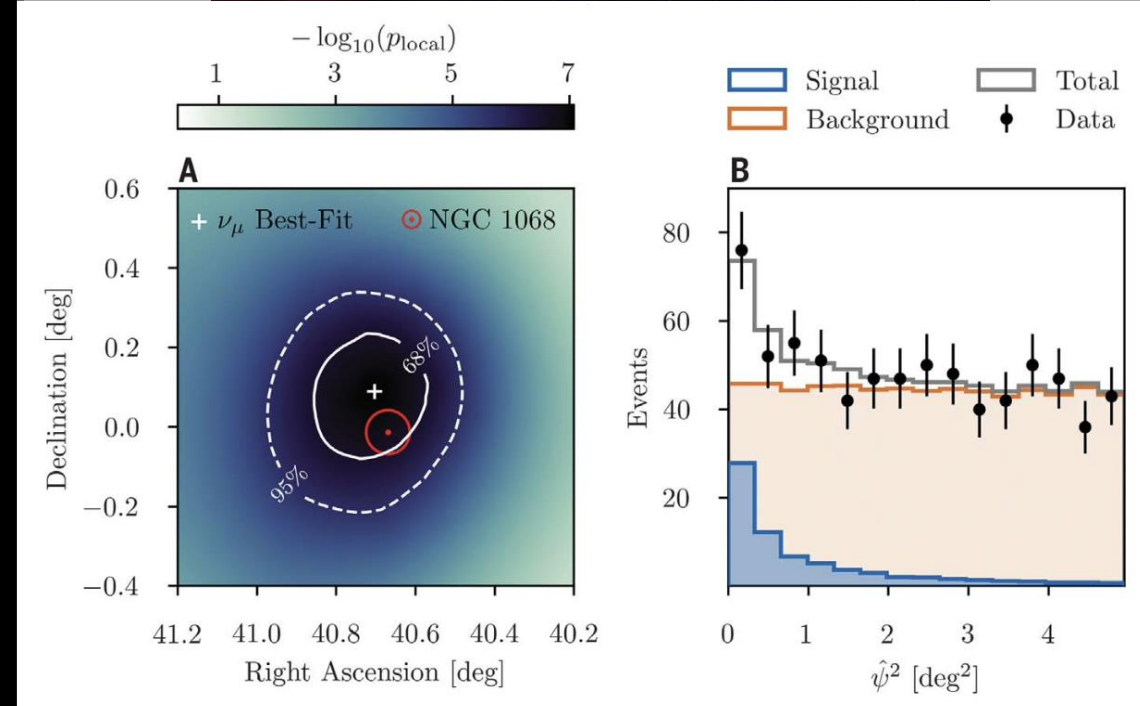 − log₁₀(p_local)
1 3 5 7
A
+ ν_μ Best-Fit NGC 1068
0.6
0.4
0.2
0.0
−0.2
−0.4
Declination [deg]
68%
95%
41.2 41.0 40.8 40.6 40.4 40.2
Right Ascension [deg]
Signal Total
Background Data
B
80
60
40
20
Events
0 1 2 3 4
ψ̂² [deg²]